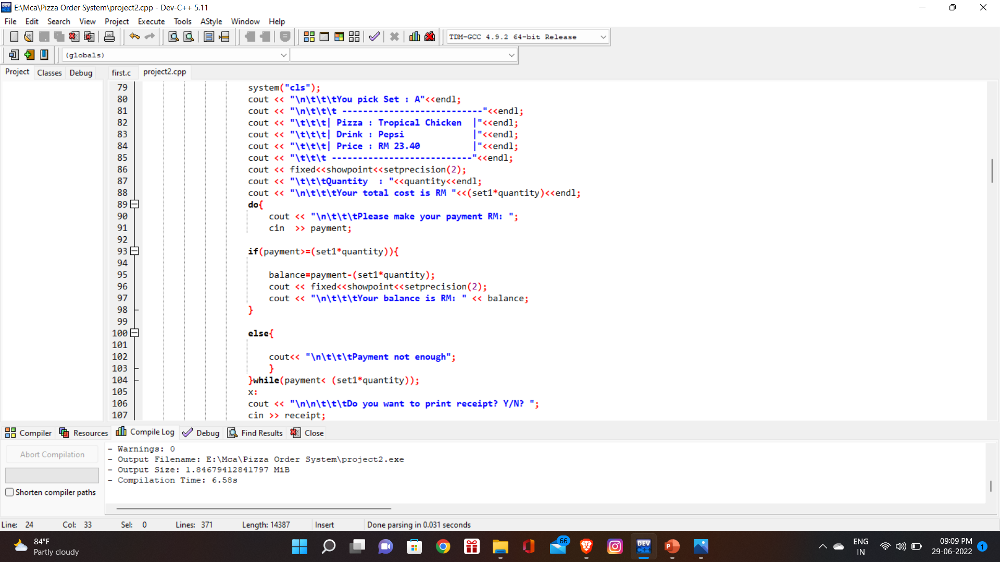 E:\Mca\Pizza Order System\project2.cpp - Dev-C++ 5.11
File Edit Search View Project Execute Tools AStyle Window Help
TDM-GCC 4.9.2 64-bit Release
(globals)
Project Classes Debug first.c project2.cpp
79 system("cls");
80 cout << "\n\t\t\tYou pick Set : A"<<endl;
81 cout << "\n\t\t\t ---------------------------"<<endl;
82 cout << "\t\t\t| Pizza : Tropical Chicken  |"<<endl;
83 cout << "\t\t\t| Drink : Pepsi             |"<<endl;
84 cout << "\t\t\t| Price : RM 23.40          |"<<endl;
85 cout << "\t\t\t ---------------------------"<<endl;
86 cout << fixed<<showpoint<<setprecision(2);
87 cout << "\t\t\tQuantity  : "<<quantity<<endl;
88 cout << "\n\t\t\tYour total cost is RM "<<(set1*quantity)<<endl;
89 do{
90 cout << "\n\t\t\tPlease make your payment RM: ";
91 cin  >> payment;
92
93 if(payment>=(set1*quantity)){
94
95 balance=payment-(set1*quantity);
96 cout << fixed<<showpoint<<setprecision(2);
97 cout << "\n\t\t\tYour balance is RM: " << balance;
98 }
99
100 else{
101
102 cout<< "\n\t\t\tPayment not enough";
103 }
104 }while(payment< (set1*quantity));
105 x:
106 cout << "\n\n\t\t\tDo you want to print receipt? Y/N? ";
107 cin >> receipt;
Compiler Resources Compile Log Debug Find Results Close
Abort Compilation
Shorten compiler paths
- Warnings: 0
- Output Filename: E:\Mca\Pizza Order System\project2.exe
- Output Size: 1.84679412841797 MiB
- Compilation Time: 6.58s
Line: 24 Col: 33 Sel: 0 Lines: 371 Length: 14387 Insert Done parsing in 0.031 seconds
84°F
Partly cloudy
66
DEV
C++
ENG
IN
09:09 PM
29-06-2022
1